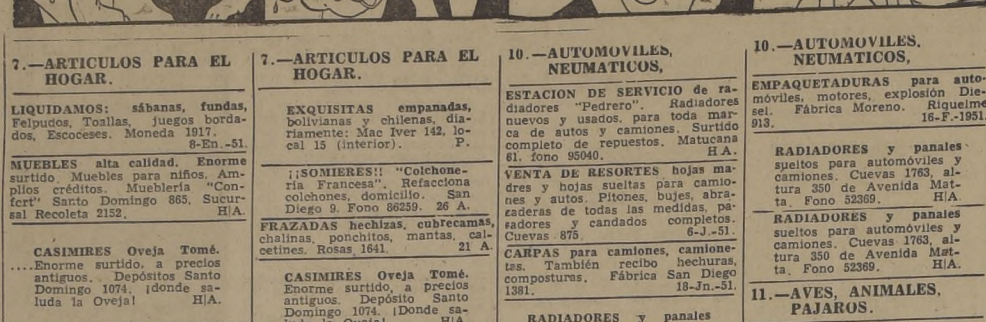 7.—ARTICULOS PARA EL
HOGAR.
LIQUIDAMOS: sábanas, fundas,
Felpudos, Toallas, juegos borda-
dos, Escoceses. Moneda 1917.
8-En.-51.
MUEBLES alta calidad. Enorme
surtido. Muebles para niños. Am-
plios créditos. Mueblería "Con-
fort" Santo Domingo 865, Sucur-
sal Recoleta 2152. H|A.
CASIMIRES Oveja Tomé.
....Enorme surtido, a precios
antiguos. Depósitos Santo
Domingo 1074. ¡donde sa-
luda la Oveja! H|A.
7.—ARTICULOS PARA EL
HOGAR.
EXQUISITAS empanadas,
bolivianas y chilenas, dia-
riamente: Mac Iver 142, lo-
cal 15 (interior). P.
¡¡SOMIERES!! "Colchone-
ría Francesa". Refacciona
colchones, domicilio. San
Diego 9. Fono 86259. 26 A.
FRAZADAS hechizas, cubrecamas,
chalinas, ponchitos, mantas, cal-
cetines. Rosas 1641. 21 A.
CASIMIRES Oveja Tomé.
Enorme surtido, a precios
antiguos. Depósito Santo
Domingo 1074. ¡Donde sa-
luda la Oveja! H|A.
10.—AUTOMOVILES,
NEUMATICOS,
ESTACION DE SERVICIO de ra-
diadores "Pedrero". Radiadores
nuevos y usados, para toda mar-
ca de autos y camiones. Surtido
completo de repuestos. Matucana
61. fono 95040. H A.
VENTA DE RESORTES hojas ma-
dres y hojas sueltas para camio-
nes y autos. Pitones, bujes, abra-
zaderas de todas las medidas, pa-
sadores y candados completos.
Cuevas 875. 6-J.-51.
CARPAS para camiones, camione-
tas. También recibo hechuras,
composturas. Fábrica San Diego
1381. 18-Jn.-51.
RADIADORES y panales
10.—AUTOMOVILES,
NEUMATICOS,
EMPAQUETADURAS para auto-
móviles, motores, explosión Die-
sel. Fábrica Moreno. Riquelme
913. 16-F.-1951.
RADIADORES y panales
sueltos para automóviles y
camiones. Cuevas 1763, al-
tura 350 de Avenida Mat-
ta. Fono 52369. H|A.
RADIADORES y panales
sueltos para automóviles y
camiones. Cuevas 1763, al-
tura 350 de Avenida Mat-
ta. Fono 52369. H|A.
11.—AVES, ANIMALES,
PAJAROS.